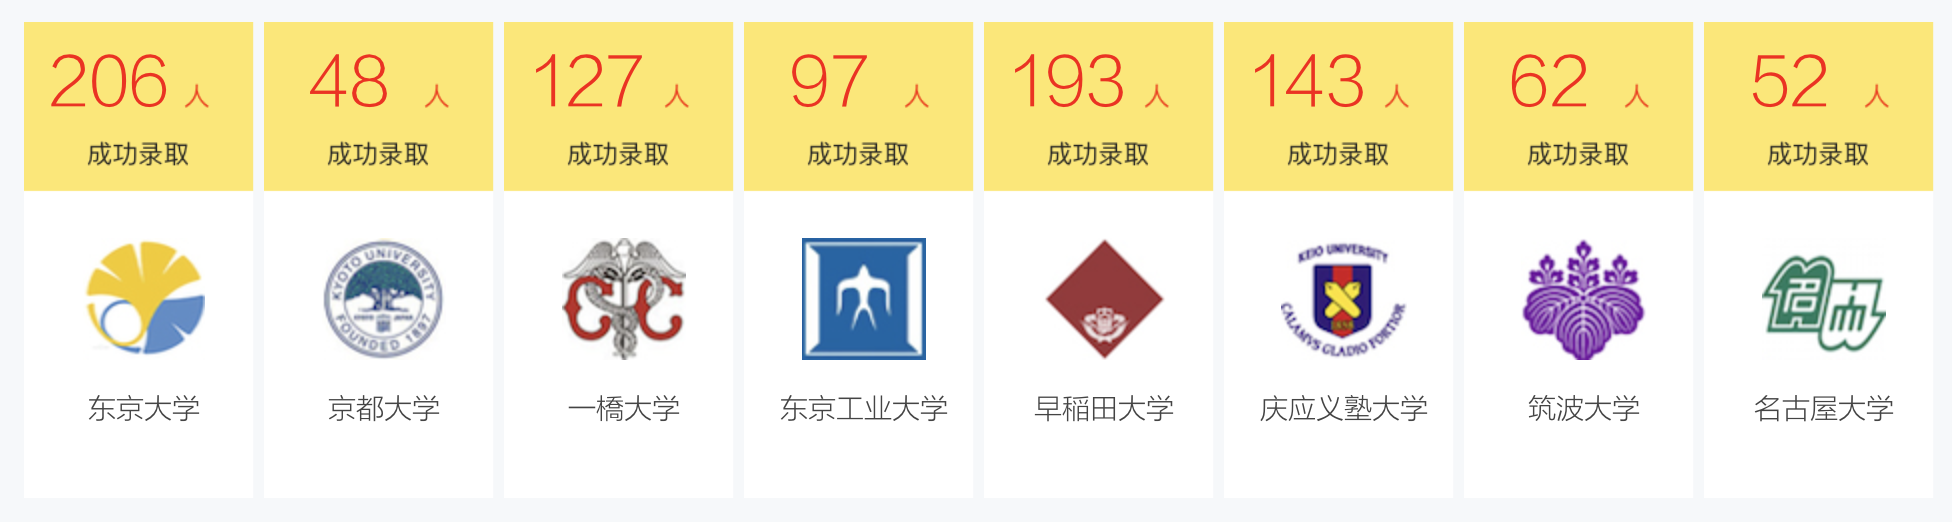 206 人
成功录取
东京大学
48 人
成功录取
KYOTO UNIVERSITY
FOUNDED 1897
京都大学
127 人
成功录取
一橋大学
97 人
成功录取
东京工业大学
193 人
成功录取
早稲田大学
143 人
成功录取
KEIO UNIVERSITY
CALAMVS GLADIO FORTIOR
庆应义塾大学
62 人
成功录取
筑波大学
52 人
成功录取
名古屋大学